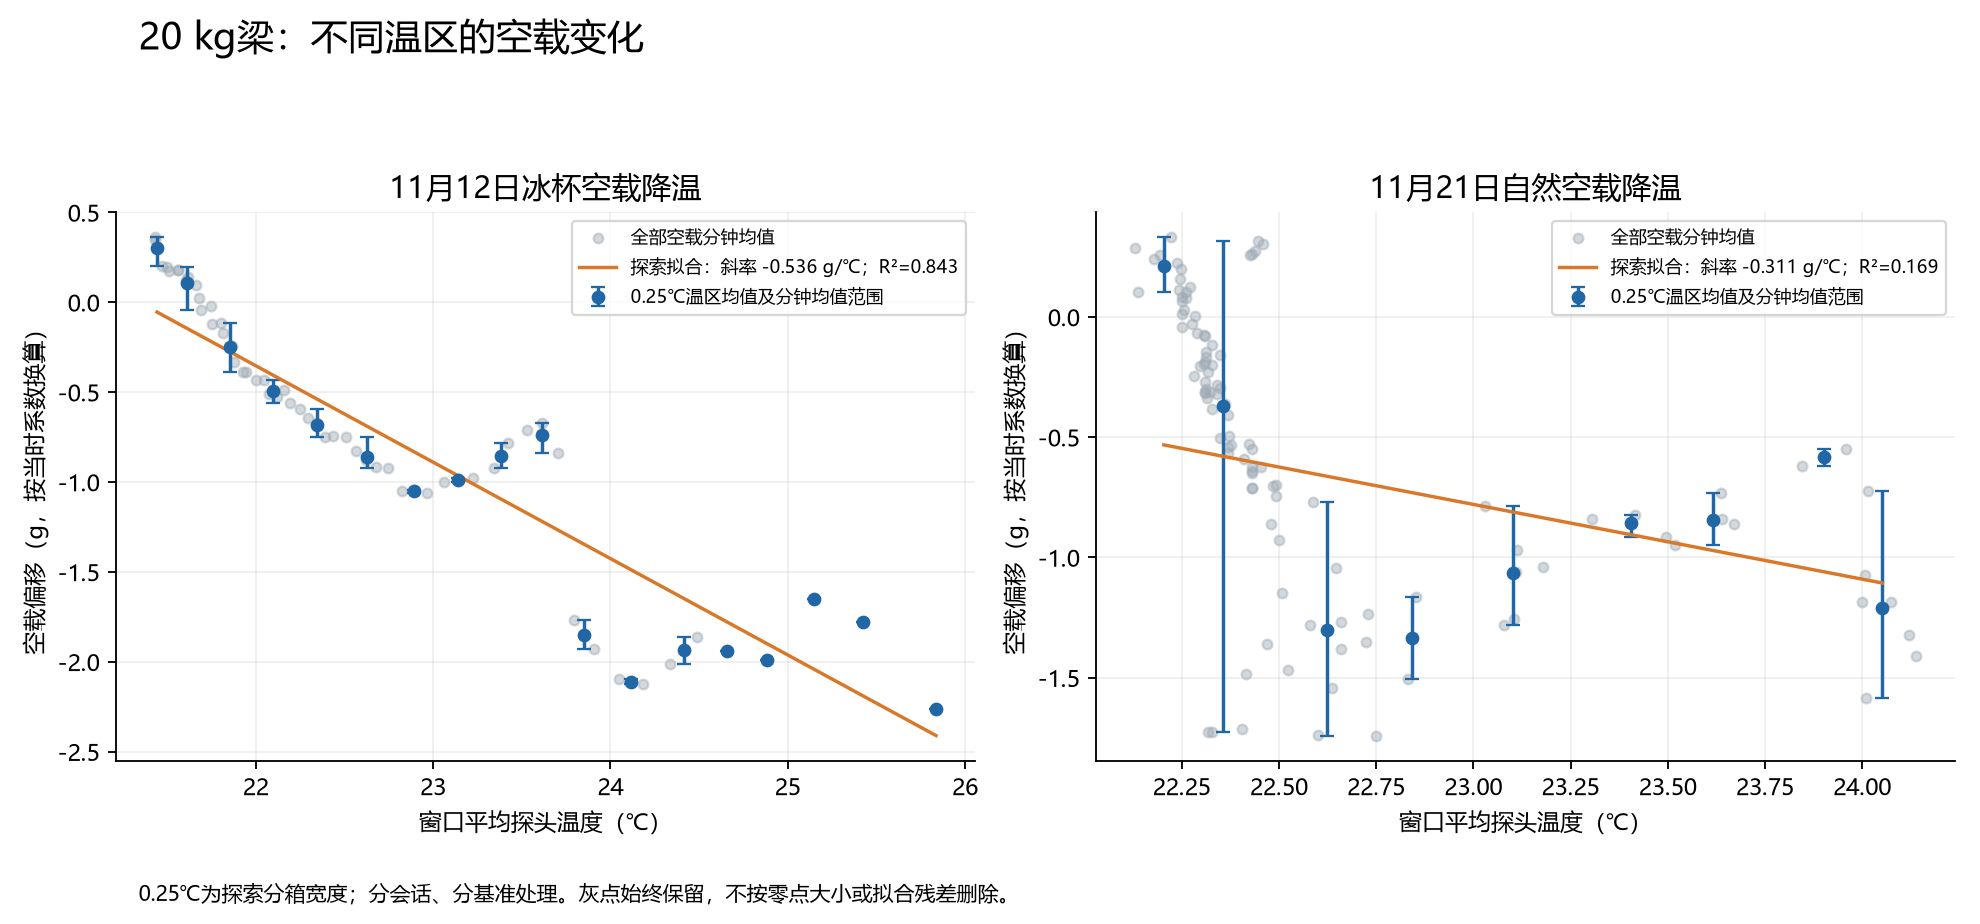 20 kg梁：不同温区的空载变化
11月12日冰杯空载降温
全部空载分钟均值
探索拟合：斜率 -0.536 g/℃；R²=0.843
0.25℃温区均值及分钟均值范围
空载偏移（g，按当时系数换算）
0.5
0.0
-0.5
-1.0
-1.5
-2.0
-2.5
22
23
24
25
26
窗口平均探头温度（℃）
11月21日自然空载降温
全部空载分钟均值
探索拟合：斜率 -0.311 g/℃；R²=0.169
0.25℃温区均值及分钟均值范围
空载偏移（g，按当时系数换算）
0.0
-0.5
-1.0
-1.5
22.25
22.50
22.75
23.00
23.25
23.50
23.75
24.00
窗口平均探头温度（℃）
0.25℃为探索分箱宽度；分会话、分基准处理。灰点始终保留，不按零点大小或拟合残差删除。